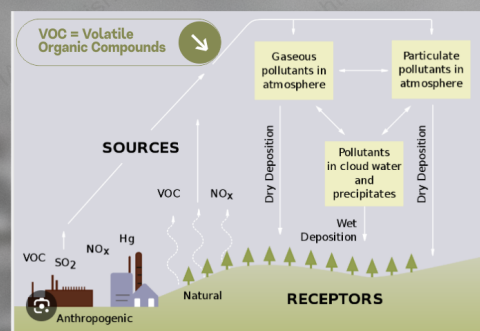 VOC = Volatile
Organic Compounds
Gaseous
pollutants in
atmosphere
Particulate
pollutants in
atmosphere
SOURCES
Pollutants
in cloud water
and
precipitates
Dry Deposition
Dry Deposition
VOC
NOx
Wet
Deposition
VOC
SO2
NOx
Hg
Natural
RECEPTORS
Anthropogenic